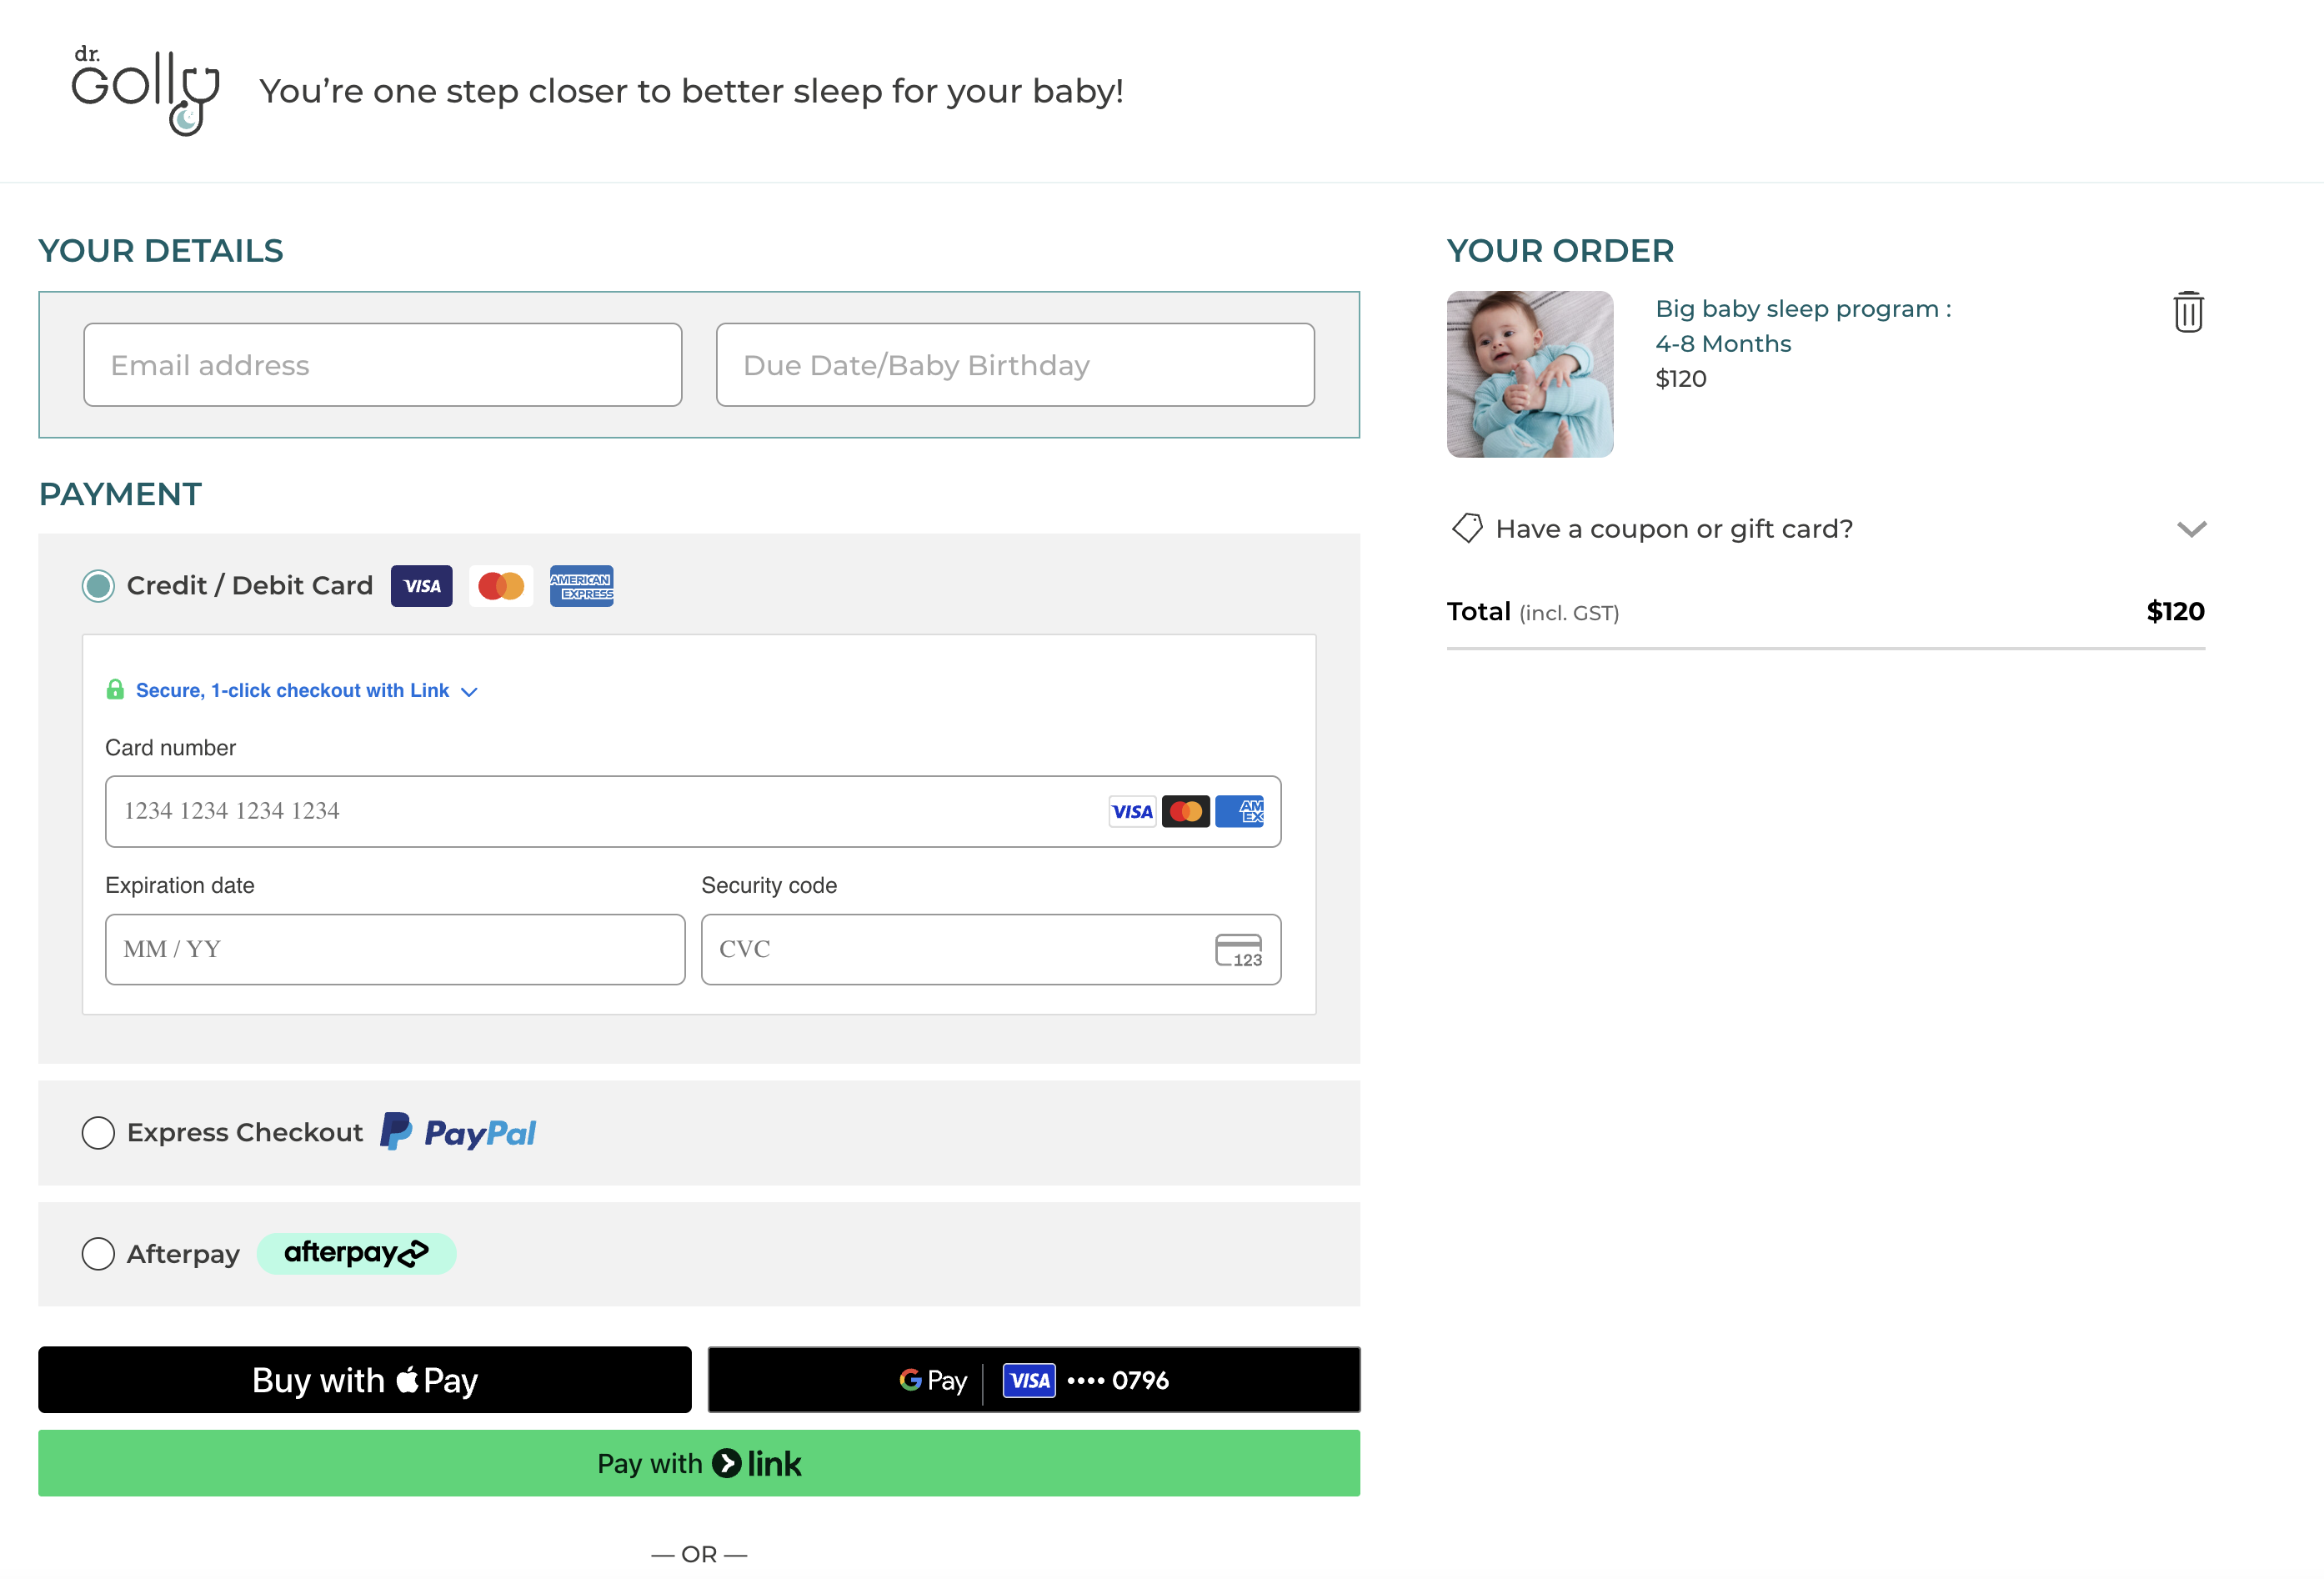 dr.
Golly
You're one step closer to better sleep for your baby!
YOUR DETAILS
Email address
Due Date/Baby Birthday
PAYMENT
Credit / Debit Card VISA AMERICAN EXPRESS
Secure, 1-click checkout with Link
Card number
1234 1234 1234 1234 VISA AM EX
Expiration date
MM / YY
Security code
CVC 123
Express Checkout PayPal
Afterpay afterpay
Buy with Pay
G Pay VISA •••• 0796
Pay with link
— OR —
YOUR ORDER
Big baby sleep program :
4-8 Months
$120
Have a coupon or gift card?
Total (incl. GST) $120